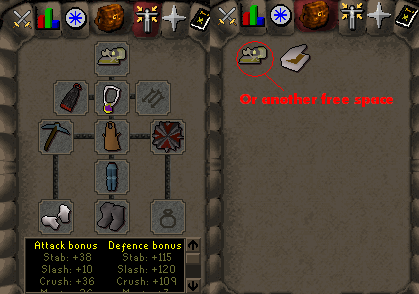 Or another free space
Attack bonus Defence bonus
Stab: +38 Stab: +115
Slash: +10 Slash: +120
Crush: +36 Crush: +109